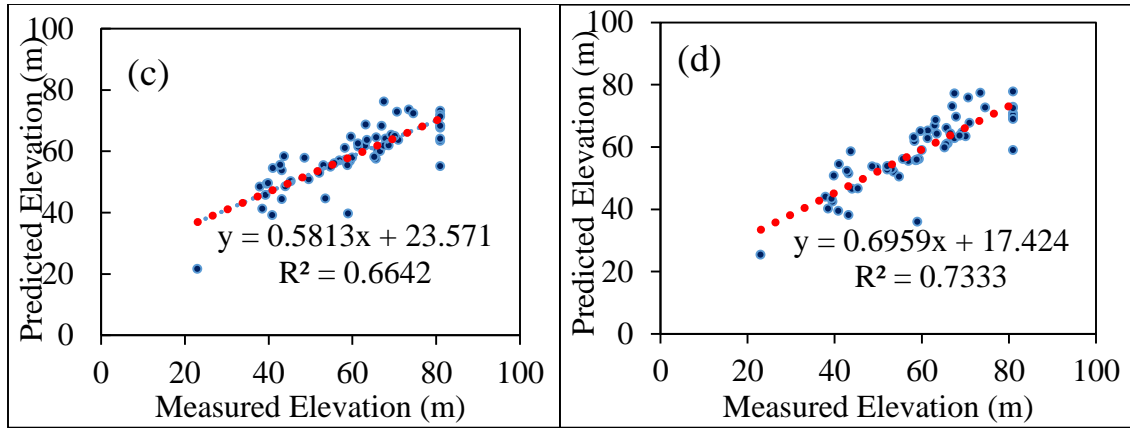 (c)
Predicted Elevation (m)
100
80
60
40
20
0
y = 0.5813x + 23.571
R² = 0.6642
0 20 40 60 80 100
Measured Elevation (m)
(d)
Predicted Elevation (m)
100
80
60
40
20
0
y = 0.6959x + 17.424
R² = 0.7333
0 20 40 60 80 100
Measured Elevation (m)